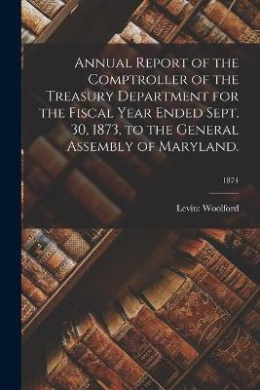 ANNUAL REPORT OF THE
COMPTROLLER OF THE
TREASURY DEPARTMENT FOR
THE FISCAL YEAR ENDED SEPT.
30, 1873, TO THE GENERAL
ASSEMBLY OF MARYLAND.
1874
Levin: Woolford